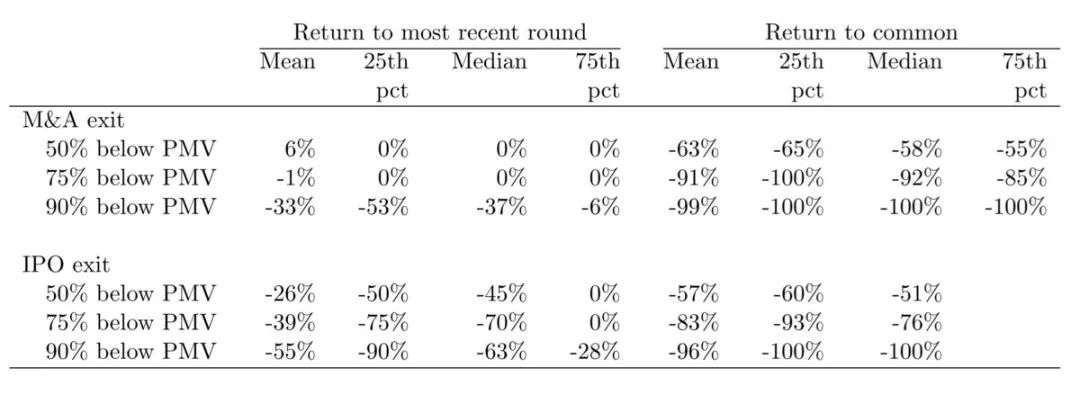 Return to most recent round Return to common
Mean 25th Median 75th Mean 25th Median 75th
pct pct pct pct
M&A exit
50% below PMV 6% 0% 0% 0% -63% -65% -58% -55%
75% below PMV -1% 0% 0% 0% -91% -100% -92% -85%
90% below PMV -33% -53% -37% -6% -99% -100% -100% -100%
IPO exit
50% below PMV -26% -50% -45% 0% -57% -60% -51%
75% below PMV -39% -75% -70% 0% -83% -93% -76%
90% below PMV -55% -90% -63% -28% -96% -100% -100%